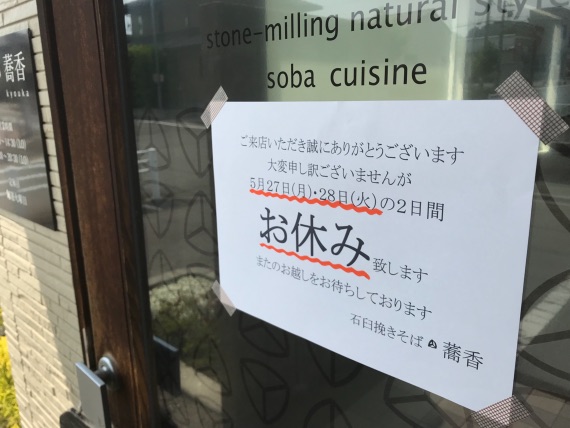 stone-milling natural style
soba cuisine
蕎香
kyouka
ご来店いただき誠にありがとうございます
大変申し訳ございませんが
5月27日(月)・28日(火)の2日間
お休み致します
またのお越しをお待ちしております
石臼挽きそば 蕎香